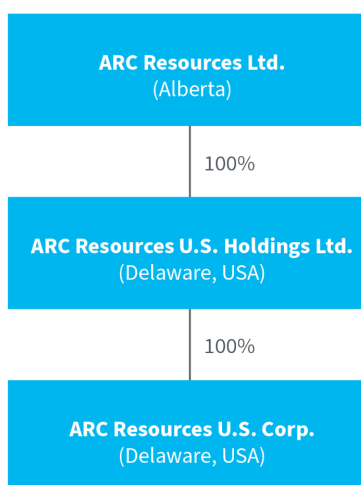 ARC Resources Ltd.
(Alberta)
100%
ARC Resources U.S. Holdings Ltd.
(Delaware, USA)
100%
ARC Resources U.S. Corp.
(Delaware, USA)